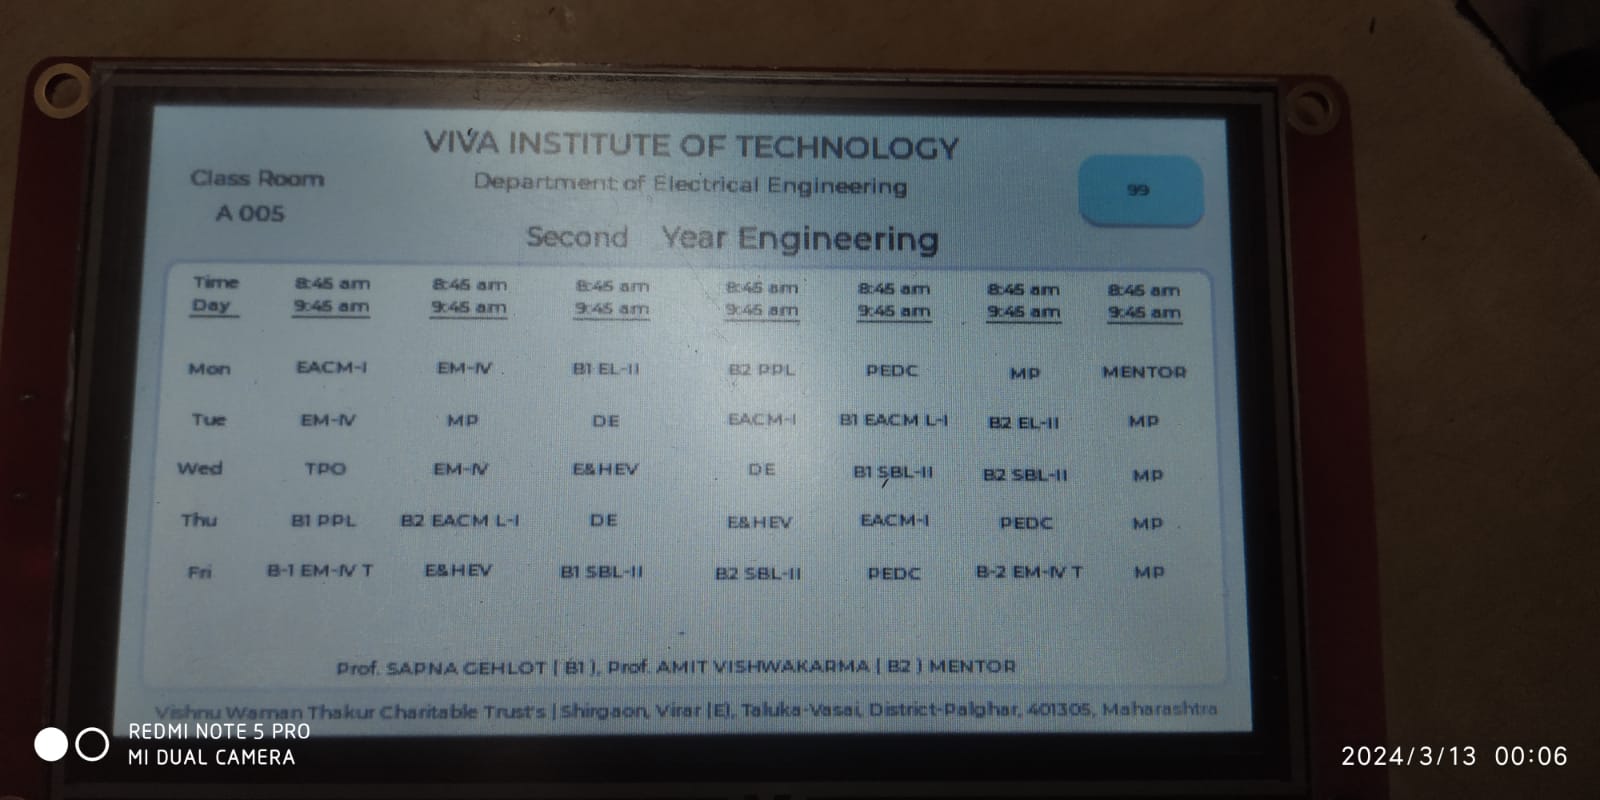 VIVA INSTITUTE OF TECHNOLOGY
Class Room
Department of Electrical Engineering
99
A 005
Second Year Engineering
Time 8:45 am 8:45 am 8:45 am 8:45 am 8:45 am 8:45 am 8:45 am
Day 9:45 am 9:45 am 9:45 am 9:45 am 9:45 am 9:45 am 9:45 am
Mon EACM-I EM-IV B1 EL-II B2 PPL PEDC MP MENTOR
Tue EM-IV MP DE EACM-I B1 EACM L-I B2 EL-II MP
Wed TPO EM-IV E&HEV DE B1 SBL-II B2 SBL-II MP
Thu B1 PPL B2 EACM L-I DE E&HEV EACM-I PEDC MP
Fri B-1 EM-IV T E&HEV B1 SBL-II B2 SBL-II PEDC B-2 EM-IV T MP
Prof. SAPNA GEHLOT ( B1 ), Prof. AMIT VISHWAKARMA ( B2 ) MENTOR
Vishnu Waman Thakur Charitable Trust's | Shirgaon, Virar (E), Taluka-Vasai, District-Palghar, 401305, Maharashtra
REDMI NOTE 5 PRO
MI DUAL CAMERA
2024/3/13 00:06